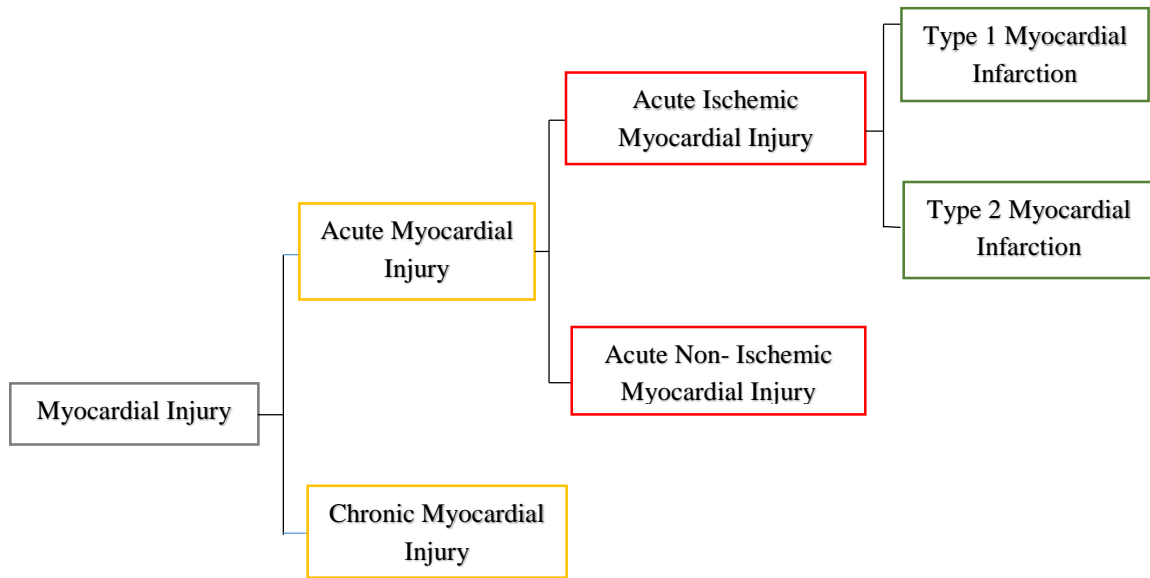 Type 1 Myocardial
Infarction
Acute Ischemic
Myocardial Injury
Type 2 Myocardial
Infarction
Acute Myocardial
Injury
Acute Non- Ischemic
Myocardial Injury
Myocardial Injury
Chronic Myocardial
Injury